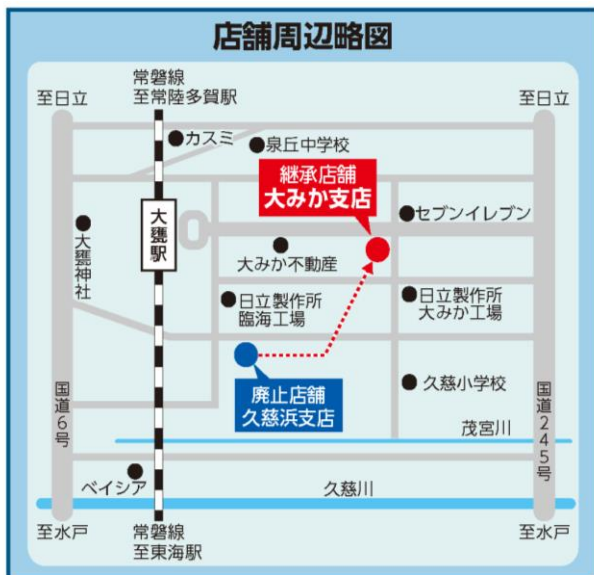 店舗周辺略図
常磐線
至常陸多賀駅
至日立
至日立
カスミ
泉丘中学校
継承店舗
大みか支店
セブンイレブン
大甕駅
大甕神社
大みか不動産
日立製作所
臨海工場
日立製作所
大みか工場
廃止店舗
久慈浜支店
久慈小学校
国道6号
国道245号
茂宮川
ベイシア
久慈川
至水戸
常磐線
至東海駅
至水戸